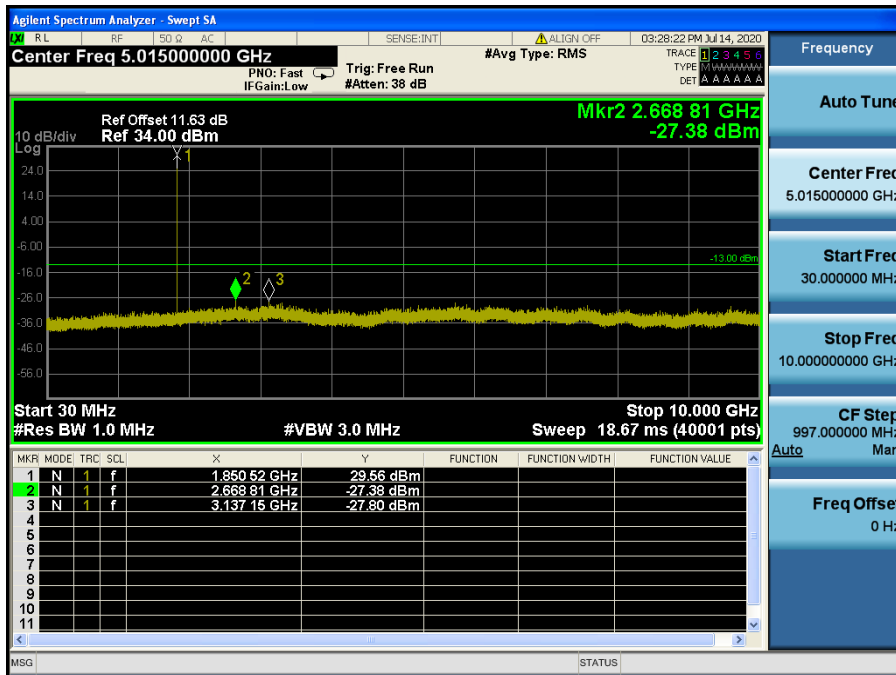 Agilent Spectrum Analyzer - Swept SA
LXI RL RF 50 Ω AC SENSE:INT ALIGN OFF 03:28:22 PM Jul 14, 2020
Center Freq 5.015000000 GHz
#Avg Type: RMS
TRACE 1 2 3 4 5 6
TYPE M W W W W W
DET A A A A A A
PNO: Fast
IFGain:Low
Trig: Free Run
#Atten: 38 dB
Mkr2 2.668 81 GHz
-27.38 dBm
Ref Offset 11.63 dB
Ref 34.00 dBm
10 dB/div
Log
24.0
14.0
4.00
-6.00
-16.0
-26.0
-36.0
-46.0
-56.0
1
2
3
-13.00 dBm
Start 30 MHz
Stop 10.000 GHz
#Res BW 1.0 MHz
#VBW 3.0 MHz
Sweep 18.67 ms (40001 pts)
MKR MODE TRC SCL X Y FUNCTION FUNCTION WIDTH FUNCTION VALUE
1 N 1 f 1.850 52 GHz 29.56 dBm
2 N 1 f 2.668 81 GHz -27.38 dBm
3 N 1 f 3.137 15 GHz -27.80 dBm
4
5
6
7
8
9
10
11
MSG
STATUS
Frequency
Auto Tune
Center Freq
5.015000000 GHz
Start Freq
30.000000 MHz
Stop Freq
10.000000000 GHz
CF Step
997.000000 MHz
Auto Man
Freq Offset
0 Hz